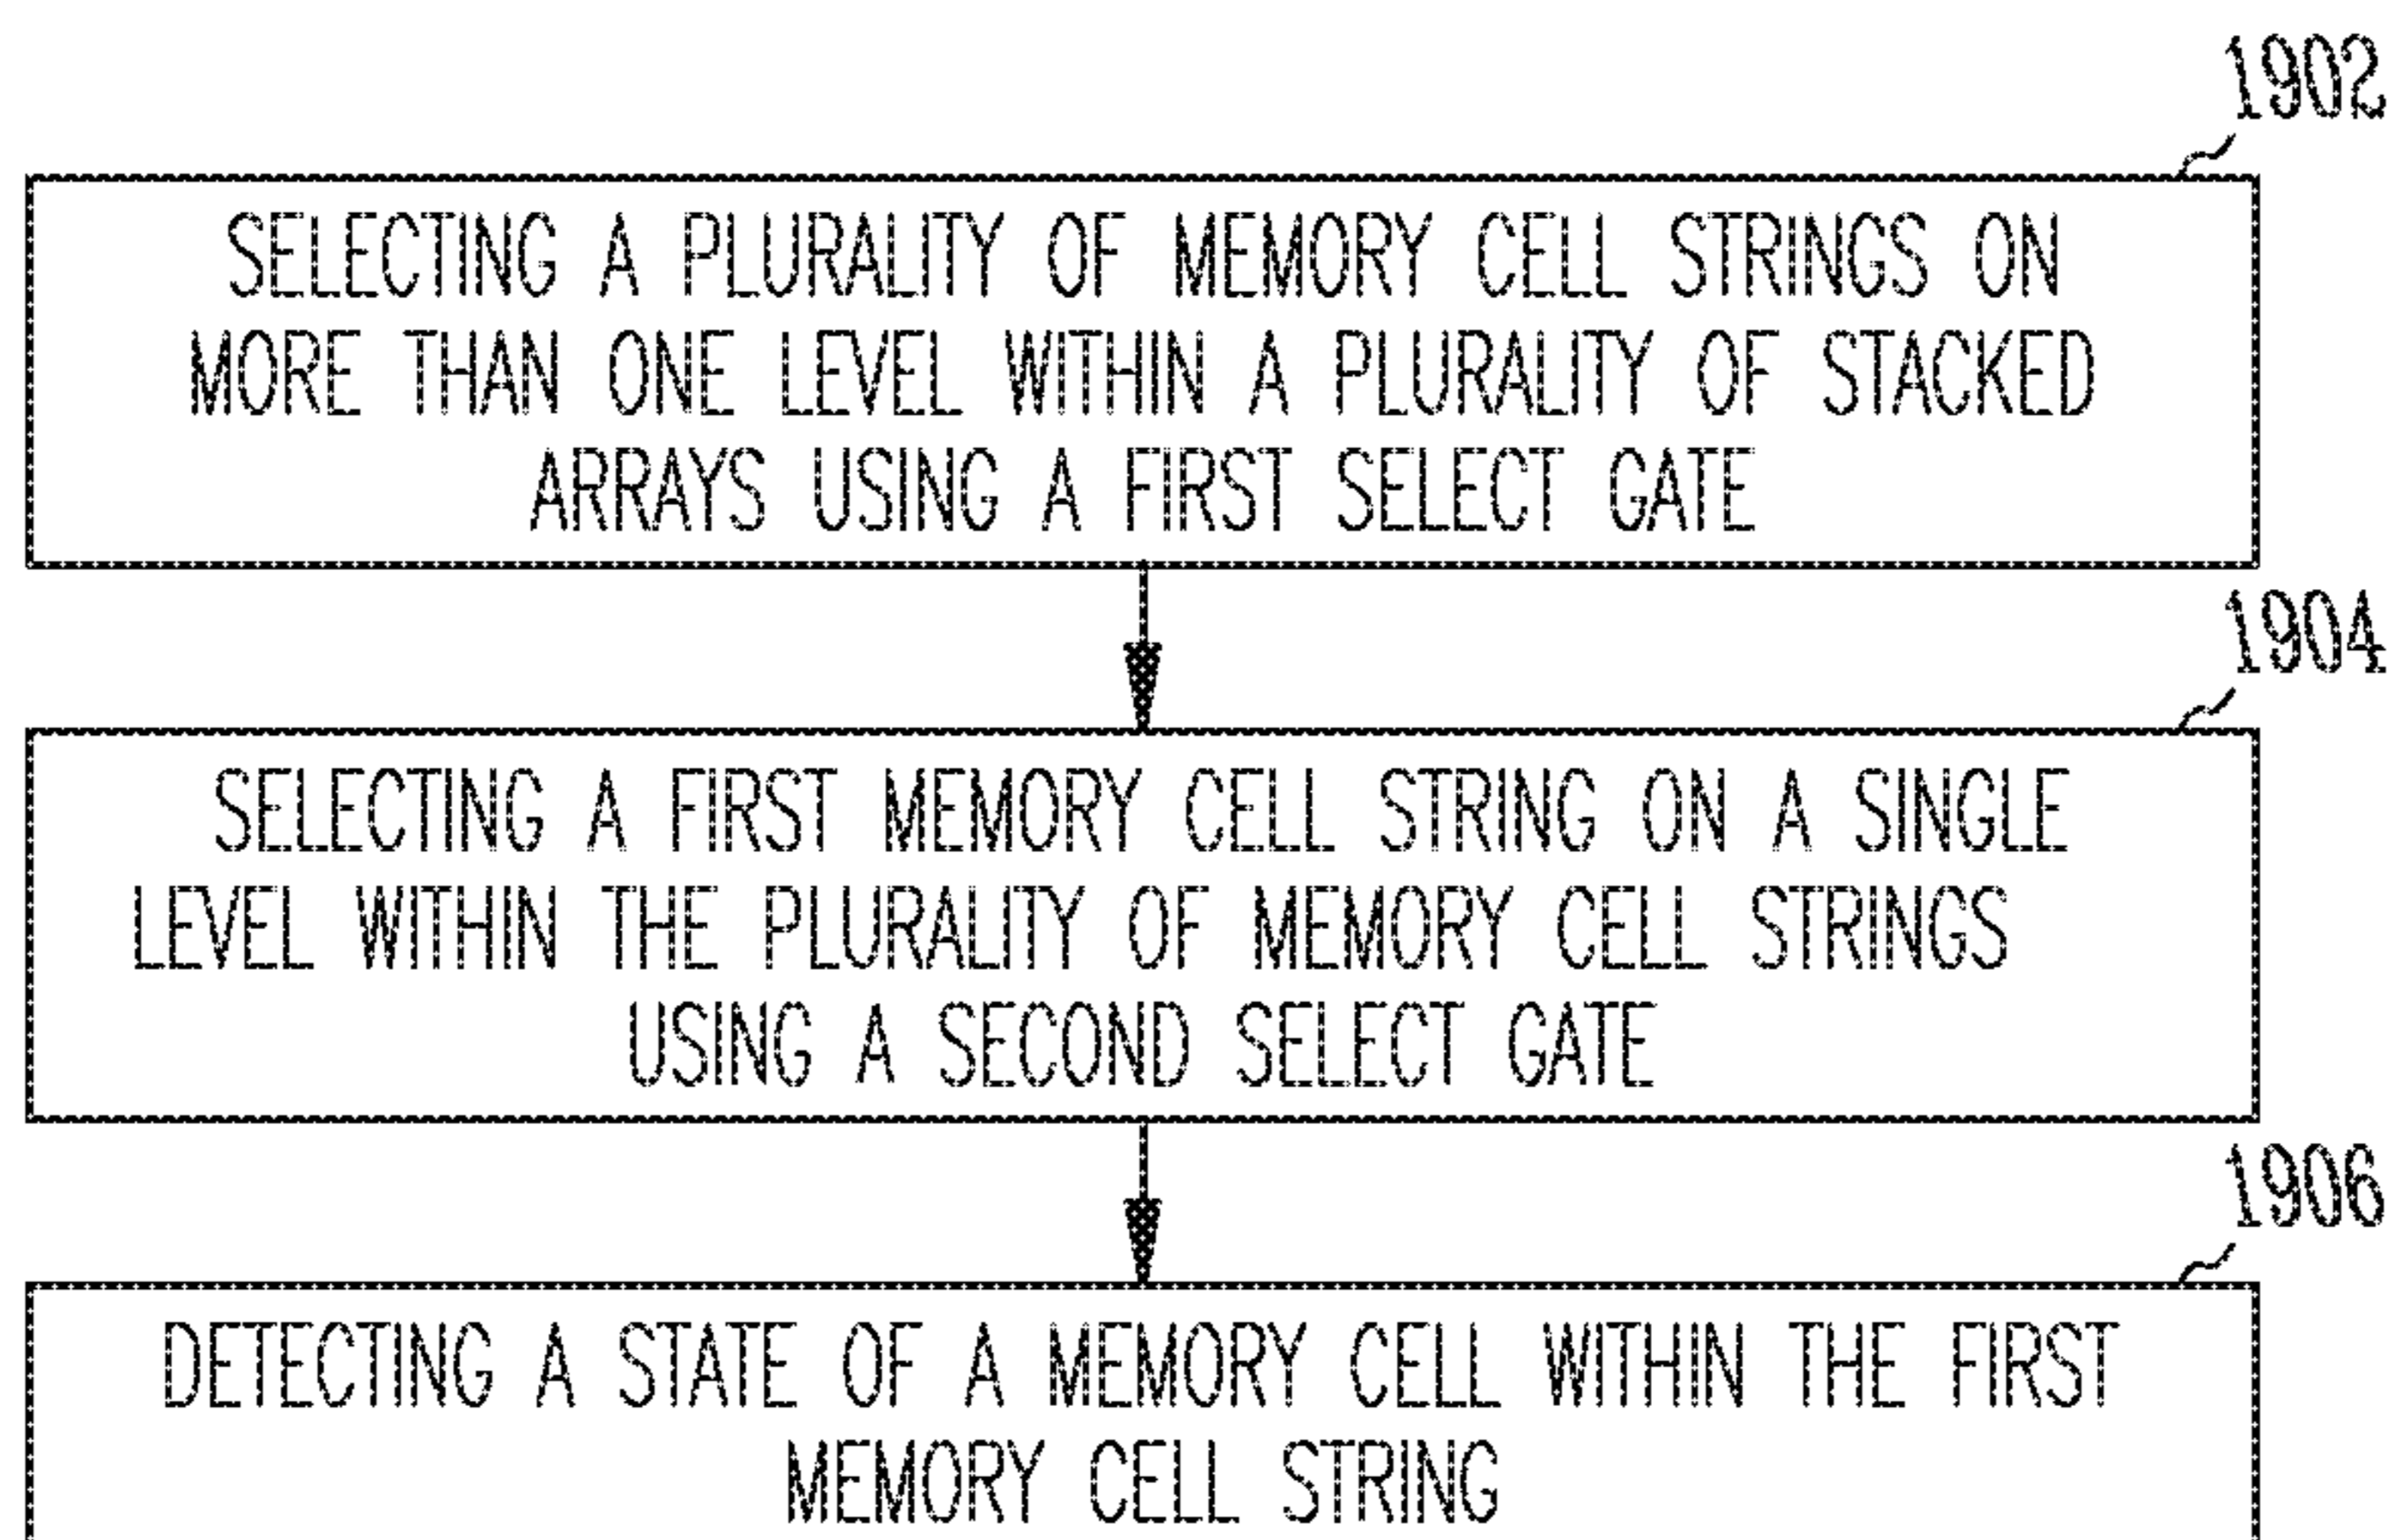 1902
SELECTING A PLURALITY OF MEMORY CELL STRINGS ON
MORE THAN ONE LEVEL WITHIN A PLURALITY OF STACKED
ARRAYS USING A FIRST SELECT GATE
1904
SELECTING A FIRST MEMORY CELL STRING ON A SINGLE
LEVEL WITHIN THE PLURALITY OF MEMORY CELL STRINGS
USING A SECOND SELECT GATE
1906
DETECTING A STATE OF A MEMORY CELL WITHIN THE FIRST
MEMORY CELL STRING